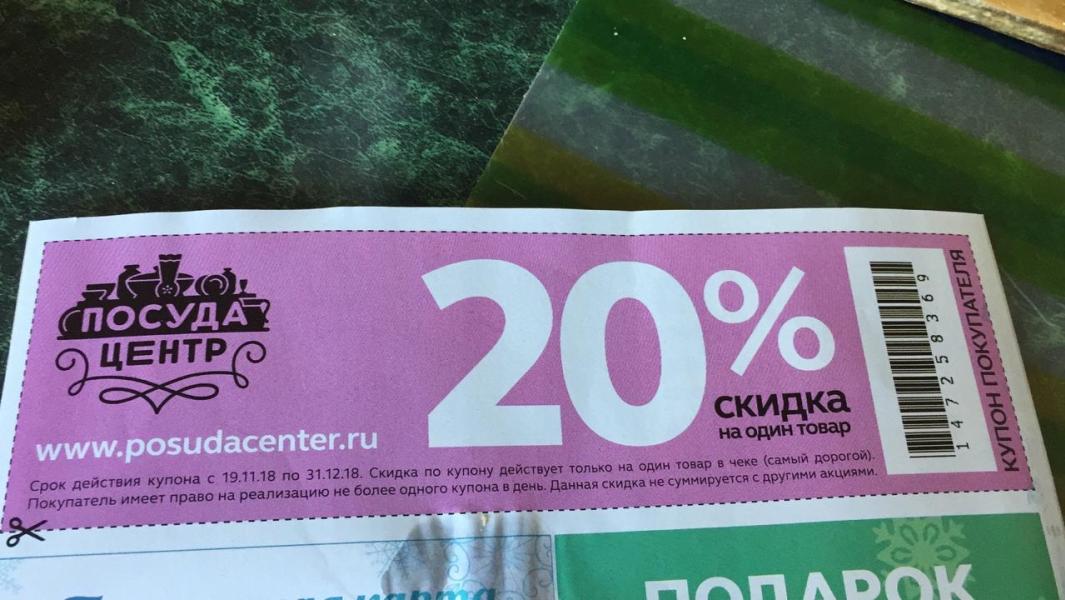 ПОСУДА
ЦЕНТР
www.posudacenter.ru
20%
скидка
на один товар
147258369
КУПОН ПОКУПАТЕЛЯ
Срок действия купона с 19.11.18 по 31.12.18. Скидка по купону действует только на один товар в чеке (самый дорогой).
Покупатель имеет право на реализацию не более одного купона в день. Данная скидка не суммируется с другими акциями.
карта
ПОДАРОК